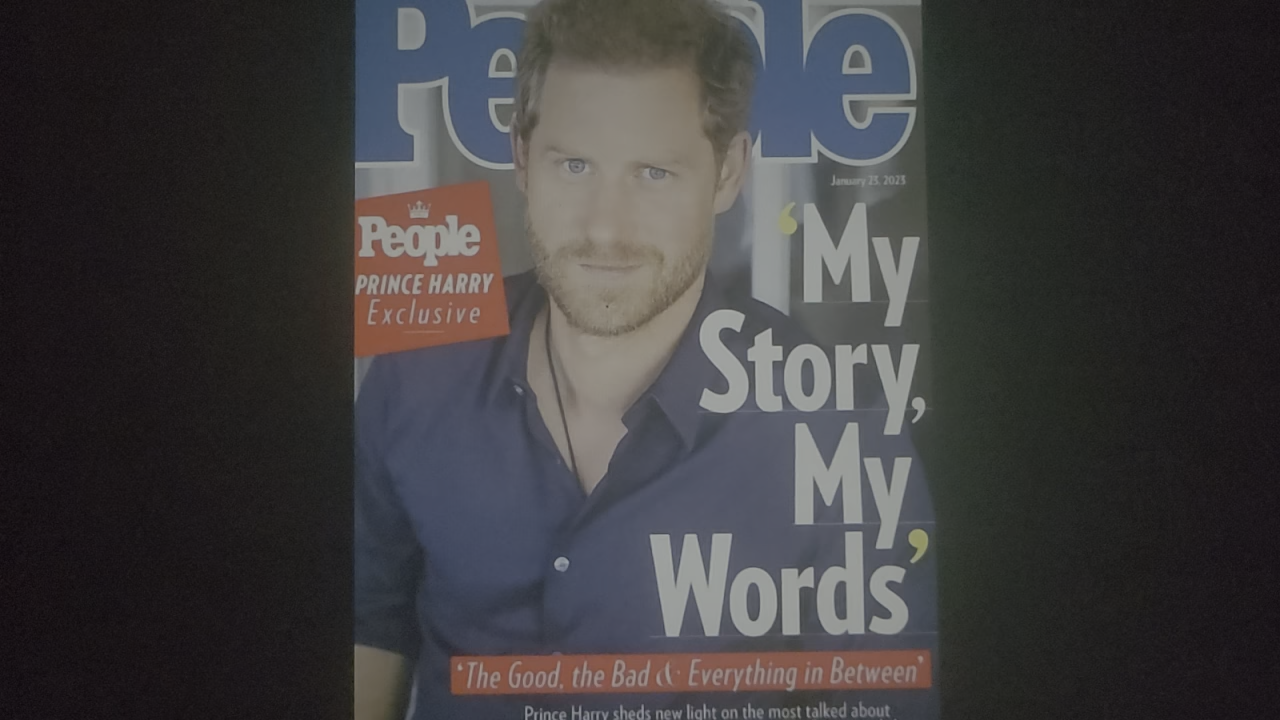 People
January 23, 2023
People
PRINCE HARRY
Exclusive
‘My
Story,
My
Words’
‘The Good, the Bad & Everything in Between’
Prince Harry sheds new light on the most talked about